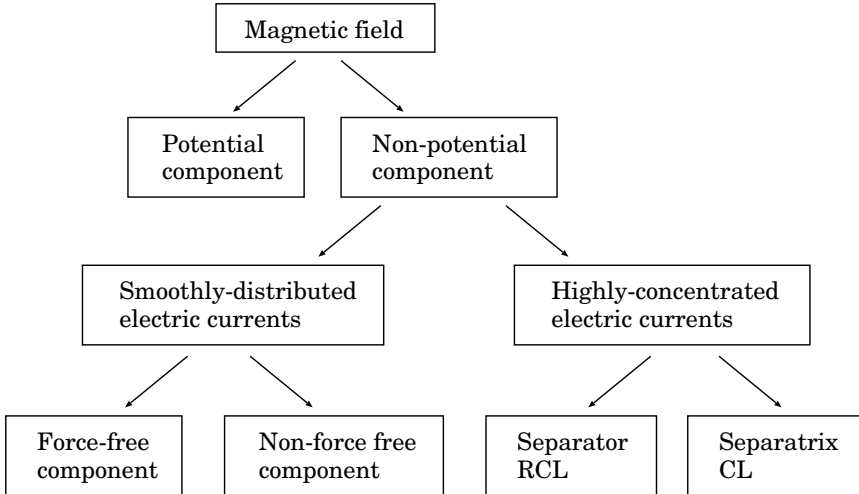 Magnetic field
Potential
component
Non-potential
component
Smoothly-distributed
electric currents
Highly-concentrated
electric currents
Force-free
component
Non-force free
component
Separator
RCL
Separatrix
CL